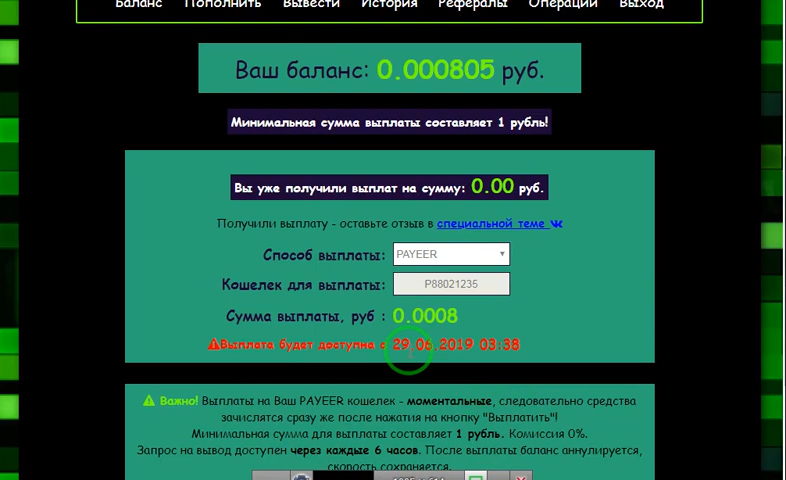 Баланс Пополнить Вывести История Рефералы Операции Выход
Ваш баланс: 0.000805 руб.
Минимальная сумма выплаты составляет 1 рубль!
Вы уже получили выплат на сумму: 0.00 руб.
Получили выплату - оставьте отзыв в специальной теме
Способ выплаты: PAYEER
Кошелек для выплаты: P88021235
Сумма выплаты, руб : 0.0008
Выплата будет доступна с 29.06.2019 03:38
Важно! Выплаты на Ваш PAYEER кошелек - моментальные, следовательно средства
зачислятся сразу же после нажатия на кнопку "Выплатить"!
Минимальная сумма для выплаты составляет 1 рубль. Комиссия 0%.
Запрос на вывод доступен через каждые 6 часов. После выплаты баланс аннулируется,
скорость сохраняется.